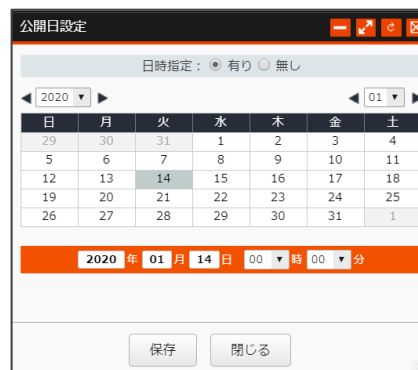 公開日設定
日時指定： 有り 無し
2020 01
日 月 火 水 木 金 土
29 30 31 1 2 3 4
5 6 7 8 9 10 11
12 13 14 15 16 17 18
19 20 21 22 23 24 25
26 27 28 29 30 31 1
2020 年 01 月 14 日 00 時 00 分
保存 閉じる